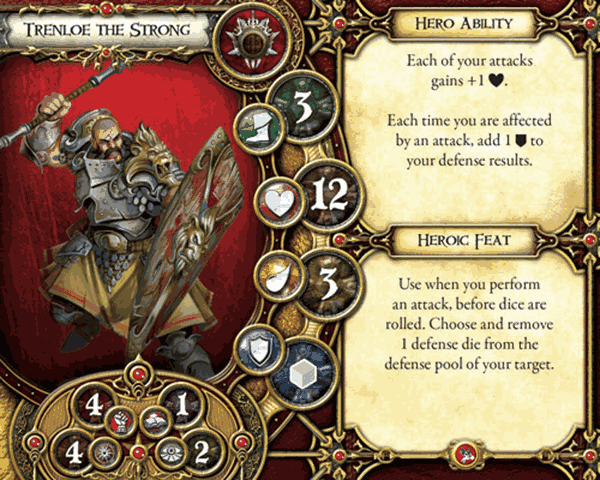 Trenloe the Strong
3
12
3
4 1
4 2
Hero Ability
Each of your attacks
gains +1 ♥.
Each time you are affected
by an attack, add 1 to
your defense results.
Heroic Feat
Use when you perform
an attack, before dice are
rolled. Choose and remove
1 defense die from the
defense pool of your target.